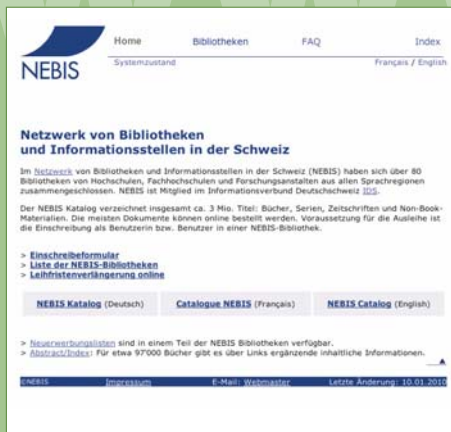 Home Bibliotheken FAQ Index
Systemzustand Français / English
NEBIS
Netzwerk von Bibliotheken
und Informationsstellen in der Schweiz
Im Netzwerk von Bibliotheken und Informationsstellen in der Schweiz (NEBIS) haben sich über 80
Bibliotheken von Hochschulen, Fachhochschulen und Forschungsanstalten aus allen Sprachregionen
zusammengeschlossen. NEBIS ist Mitglied im Informationsverbund Deutschschweiz IDS.
Der NEBIS Katalog verzeichnet insgesamt ca. 3 Mio. Titel: Bücher, Serien, Zeitschriften und Non-Book-
Materialien. Die meisten Dokumente können online bestellt werden. Voraussetzung für die Ausleihe ist
die Einschreibung als Benutzerin bzw. Benutzer in einer NEBIS-Bibliothek.
> Einschreibeformular
> Liste der NEBIS-Bibliotheken
> Leihfristenverlängerung online
NEBIS Katalog (Deutsch) Catalogue NEBIS (Français) NEBIS Catalog (English)
> Neuerwerbungslisten sind in einem Teil der NEBIS Bibliotheken verfügbar.
> Abstract/Index: Für etwa 97'000 Bücher gibt es über Links ergänzende inhaltliche Informationen.
©NEBIS Impressum E-Mail: Webmaster Letzte Änderung: 10.01.2010